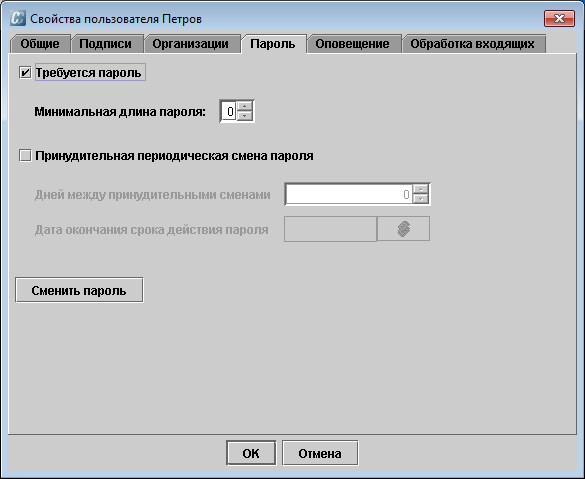 Свойства пользователя Петров
Общие Подписи Организации Пароль Оповещение Обработка входящих
Требуется пароль
Минимальная длина пароля: 0
Принудительная периодическая смена пароля
Дней между принудительными сменами 0
Дата окончания срока действия пароля
Сменить пароль
OK Отмена